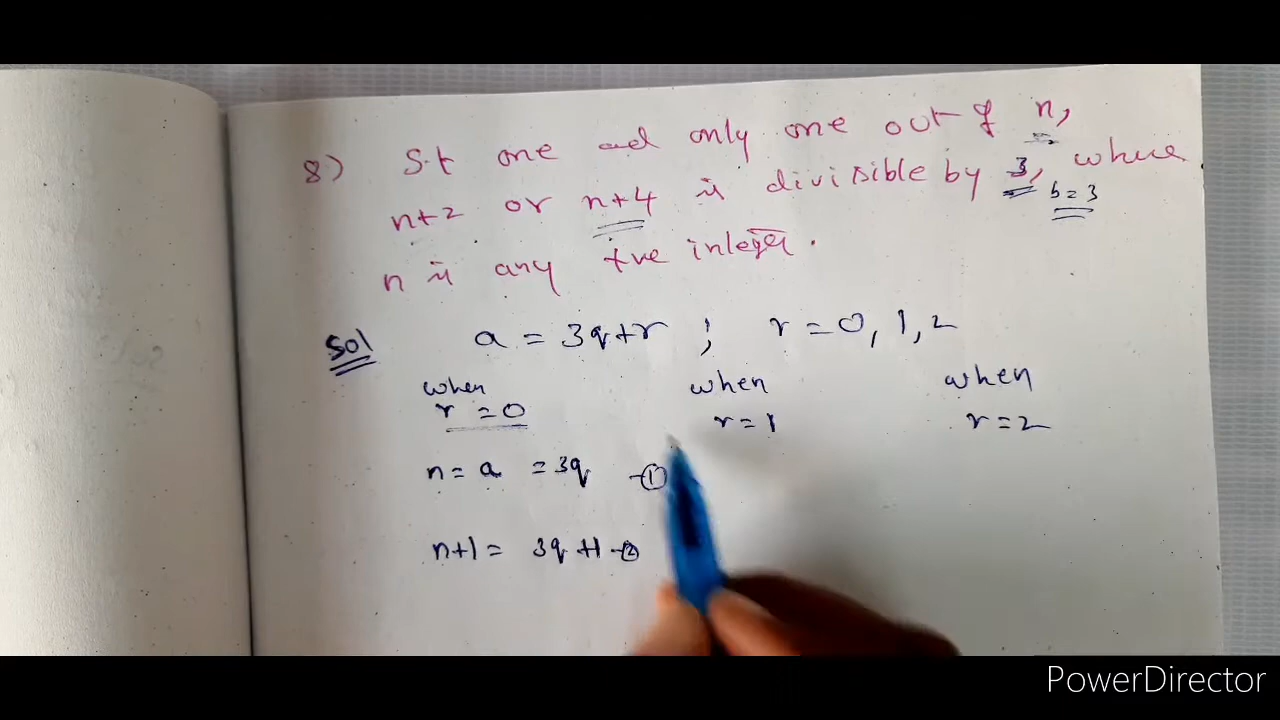 8) S.t one and only one out of n,
n+2 or n+4 is divisible by 3, where
b=3
n is any +ve integer.
Sol a = 3q+r ; r=0,1,2
when when when
r=0 r=1 r=2
n= a =3q -①
n+1= 3q+1-②
PowerDirector